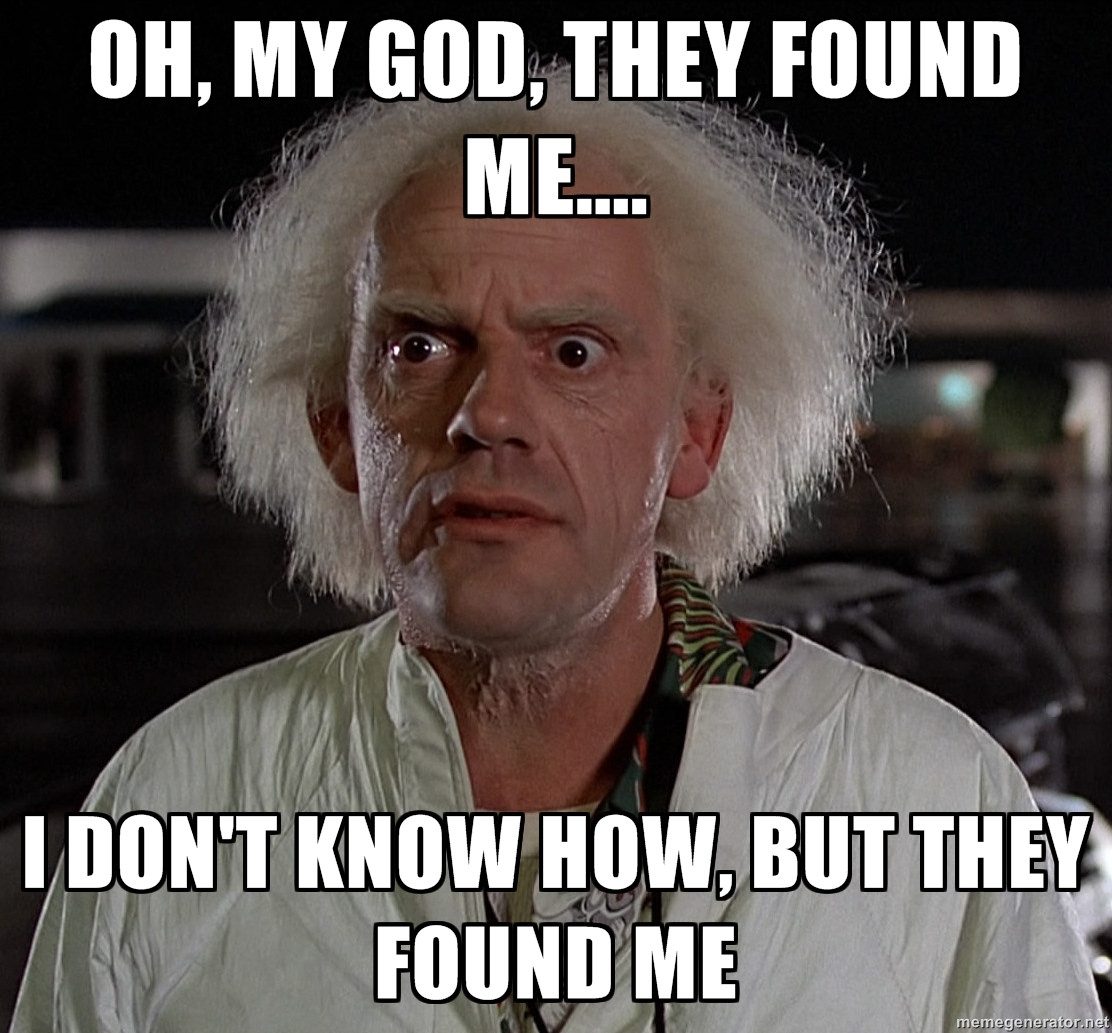 OH, MY GOD, THEY FOUND
ME....
I DON'T KNOW HOW, BUT THEY
FOUND ME
memegenerator.net